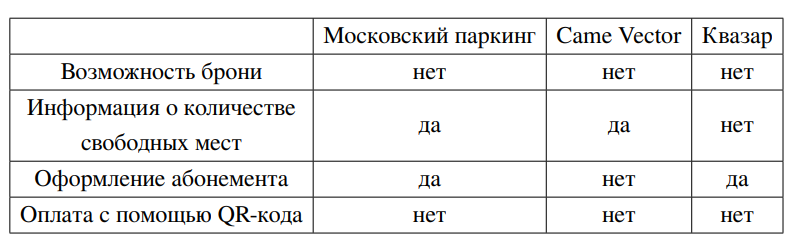 Московский паркинг Came Vector Квазар
Возможность брони нет нет нет
Информация о количестве
свободных мест да да нет
Оформление абонемента да нет да
Оплата с помощью QR-кода нет нет нет